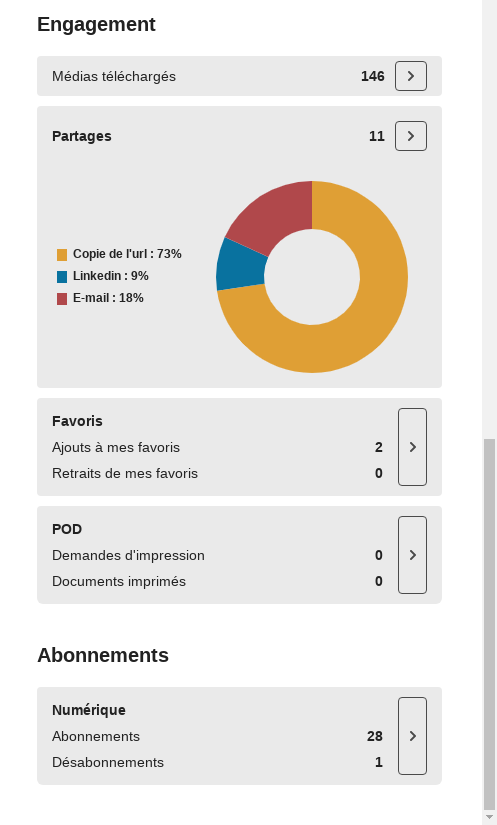 Engagement
Médias téléchargés 146
Partages 11
Copie de l'url : 73%
Linkedin : 9%
E-mail : 18%
Favoris
Ajouts à mes favoris 2
Retraits de mes favoris 0
POD
Demandes d'impression 0
Documents imprimés 0
Abonnements
Numérique
Abonnements 28
Désabonnements 1